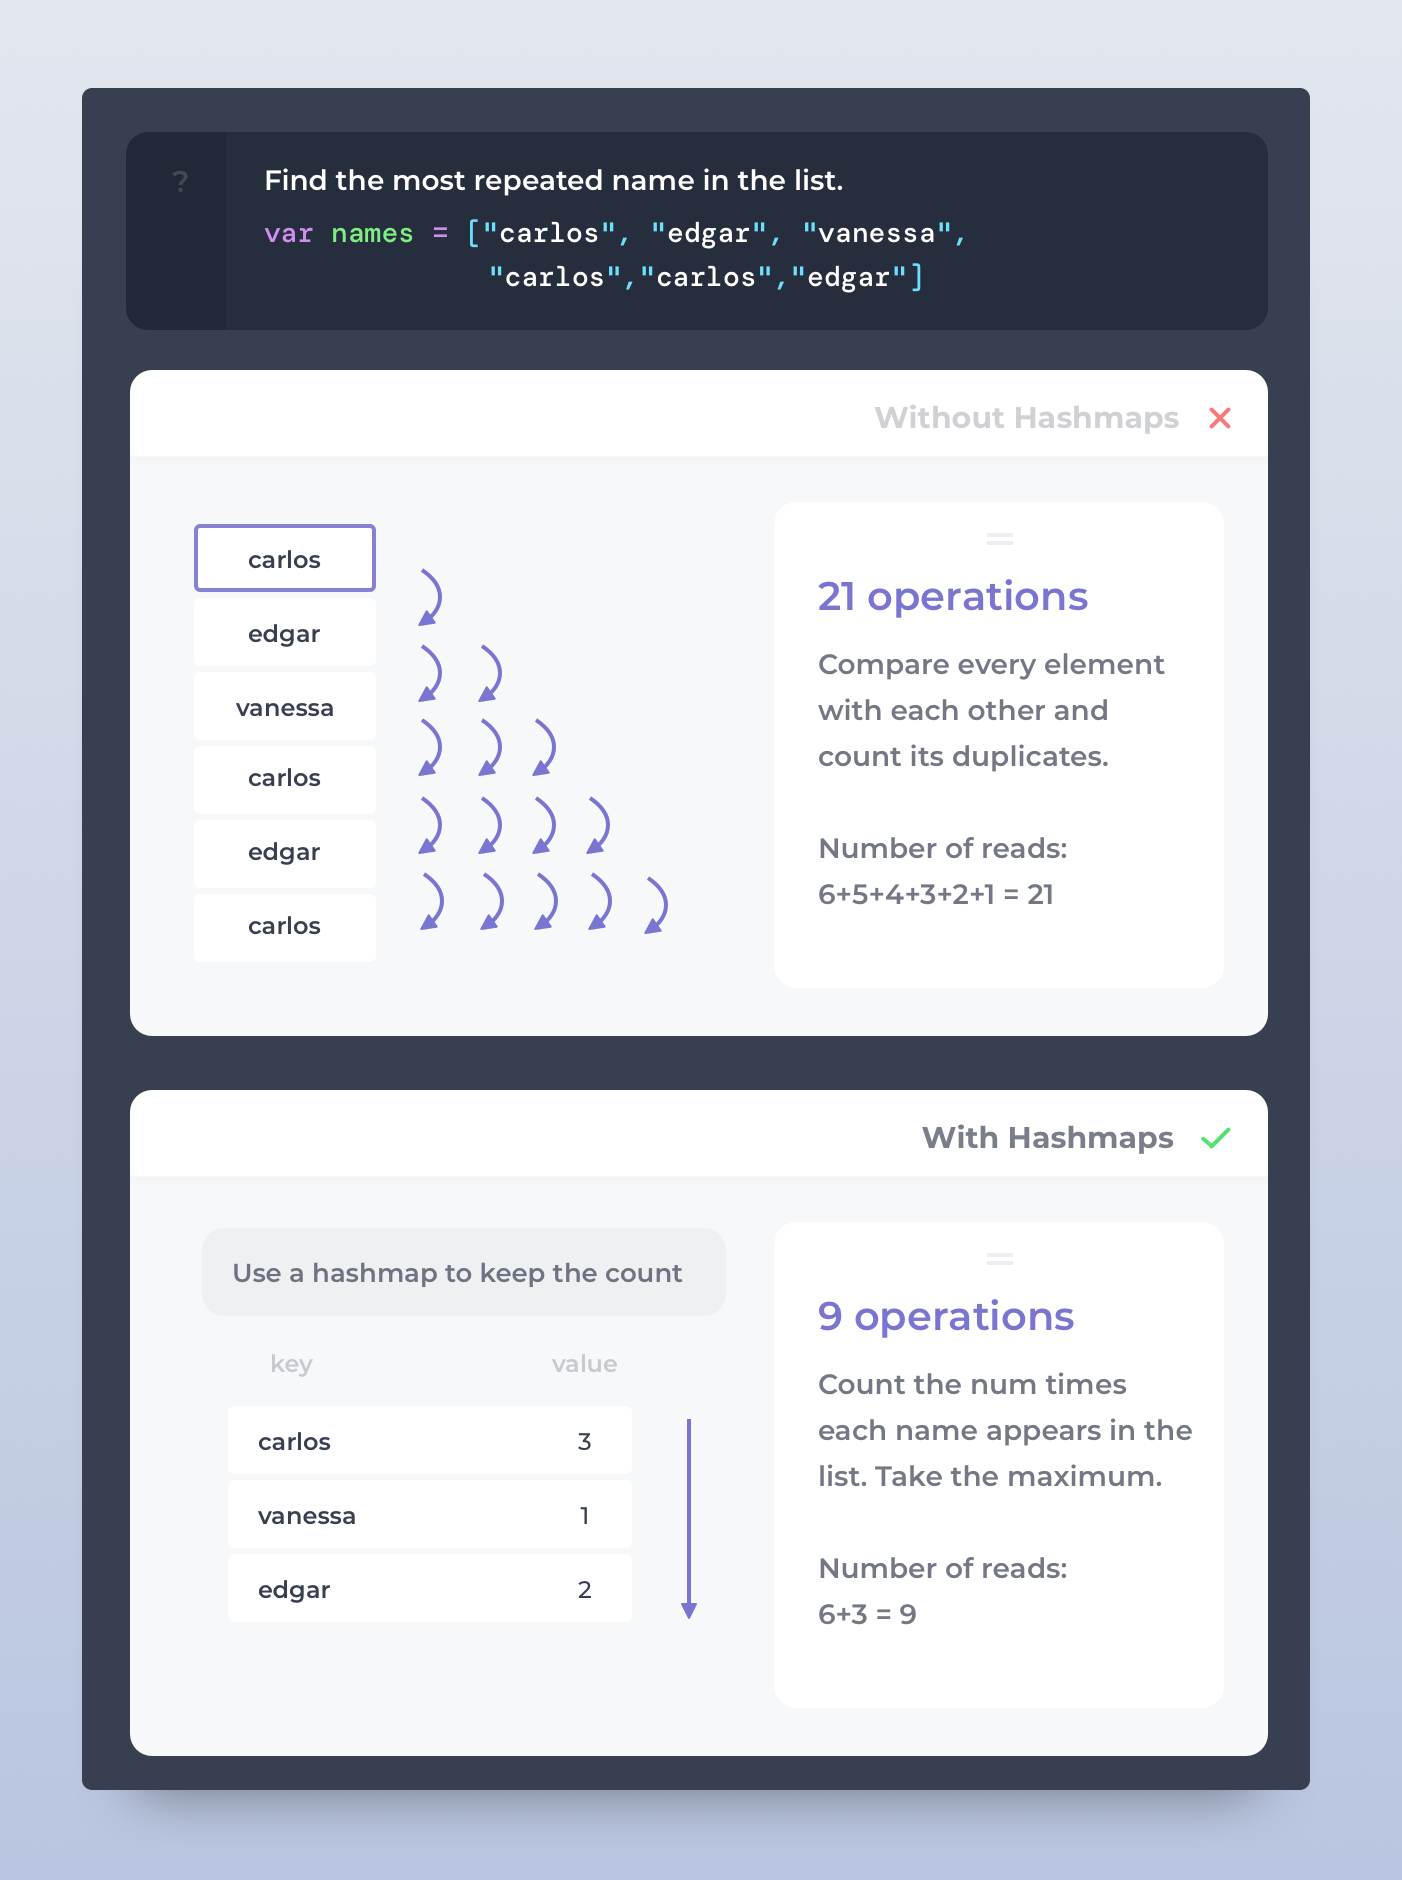 ?
Find the most repeated name in the list.
var names = ["carlos", "edgar", "vanessa",
"carlos","carlos","edgar"]
Without Hashmaps
carlos
edgar
vanessa
carlos
edgar
carlos
21 operations
Compare every element
with each other and
count its duplicates.
Number of reads:
6+5+4+3+2+1 = 21
With Hashmaps
Use a hashmap to keep the count
key value
carlos 3
vanessa 1
edgar 2
9 operations
Count the num times
each name appears in the
list. Take the maximum.
Number of reads:
6+3 = 9